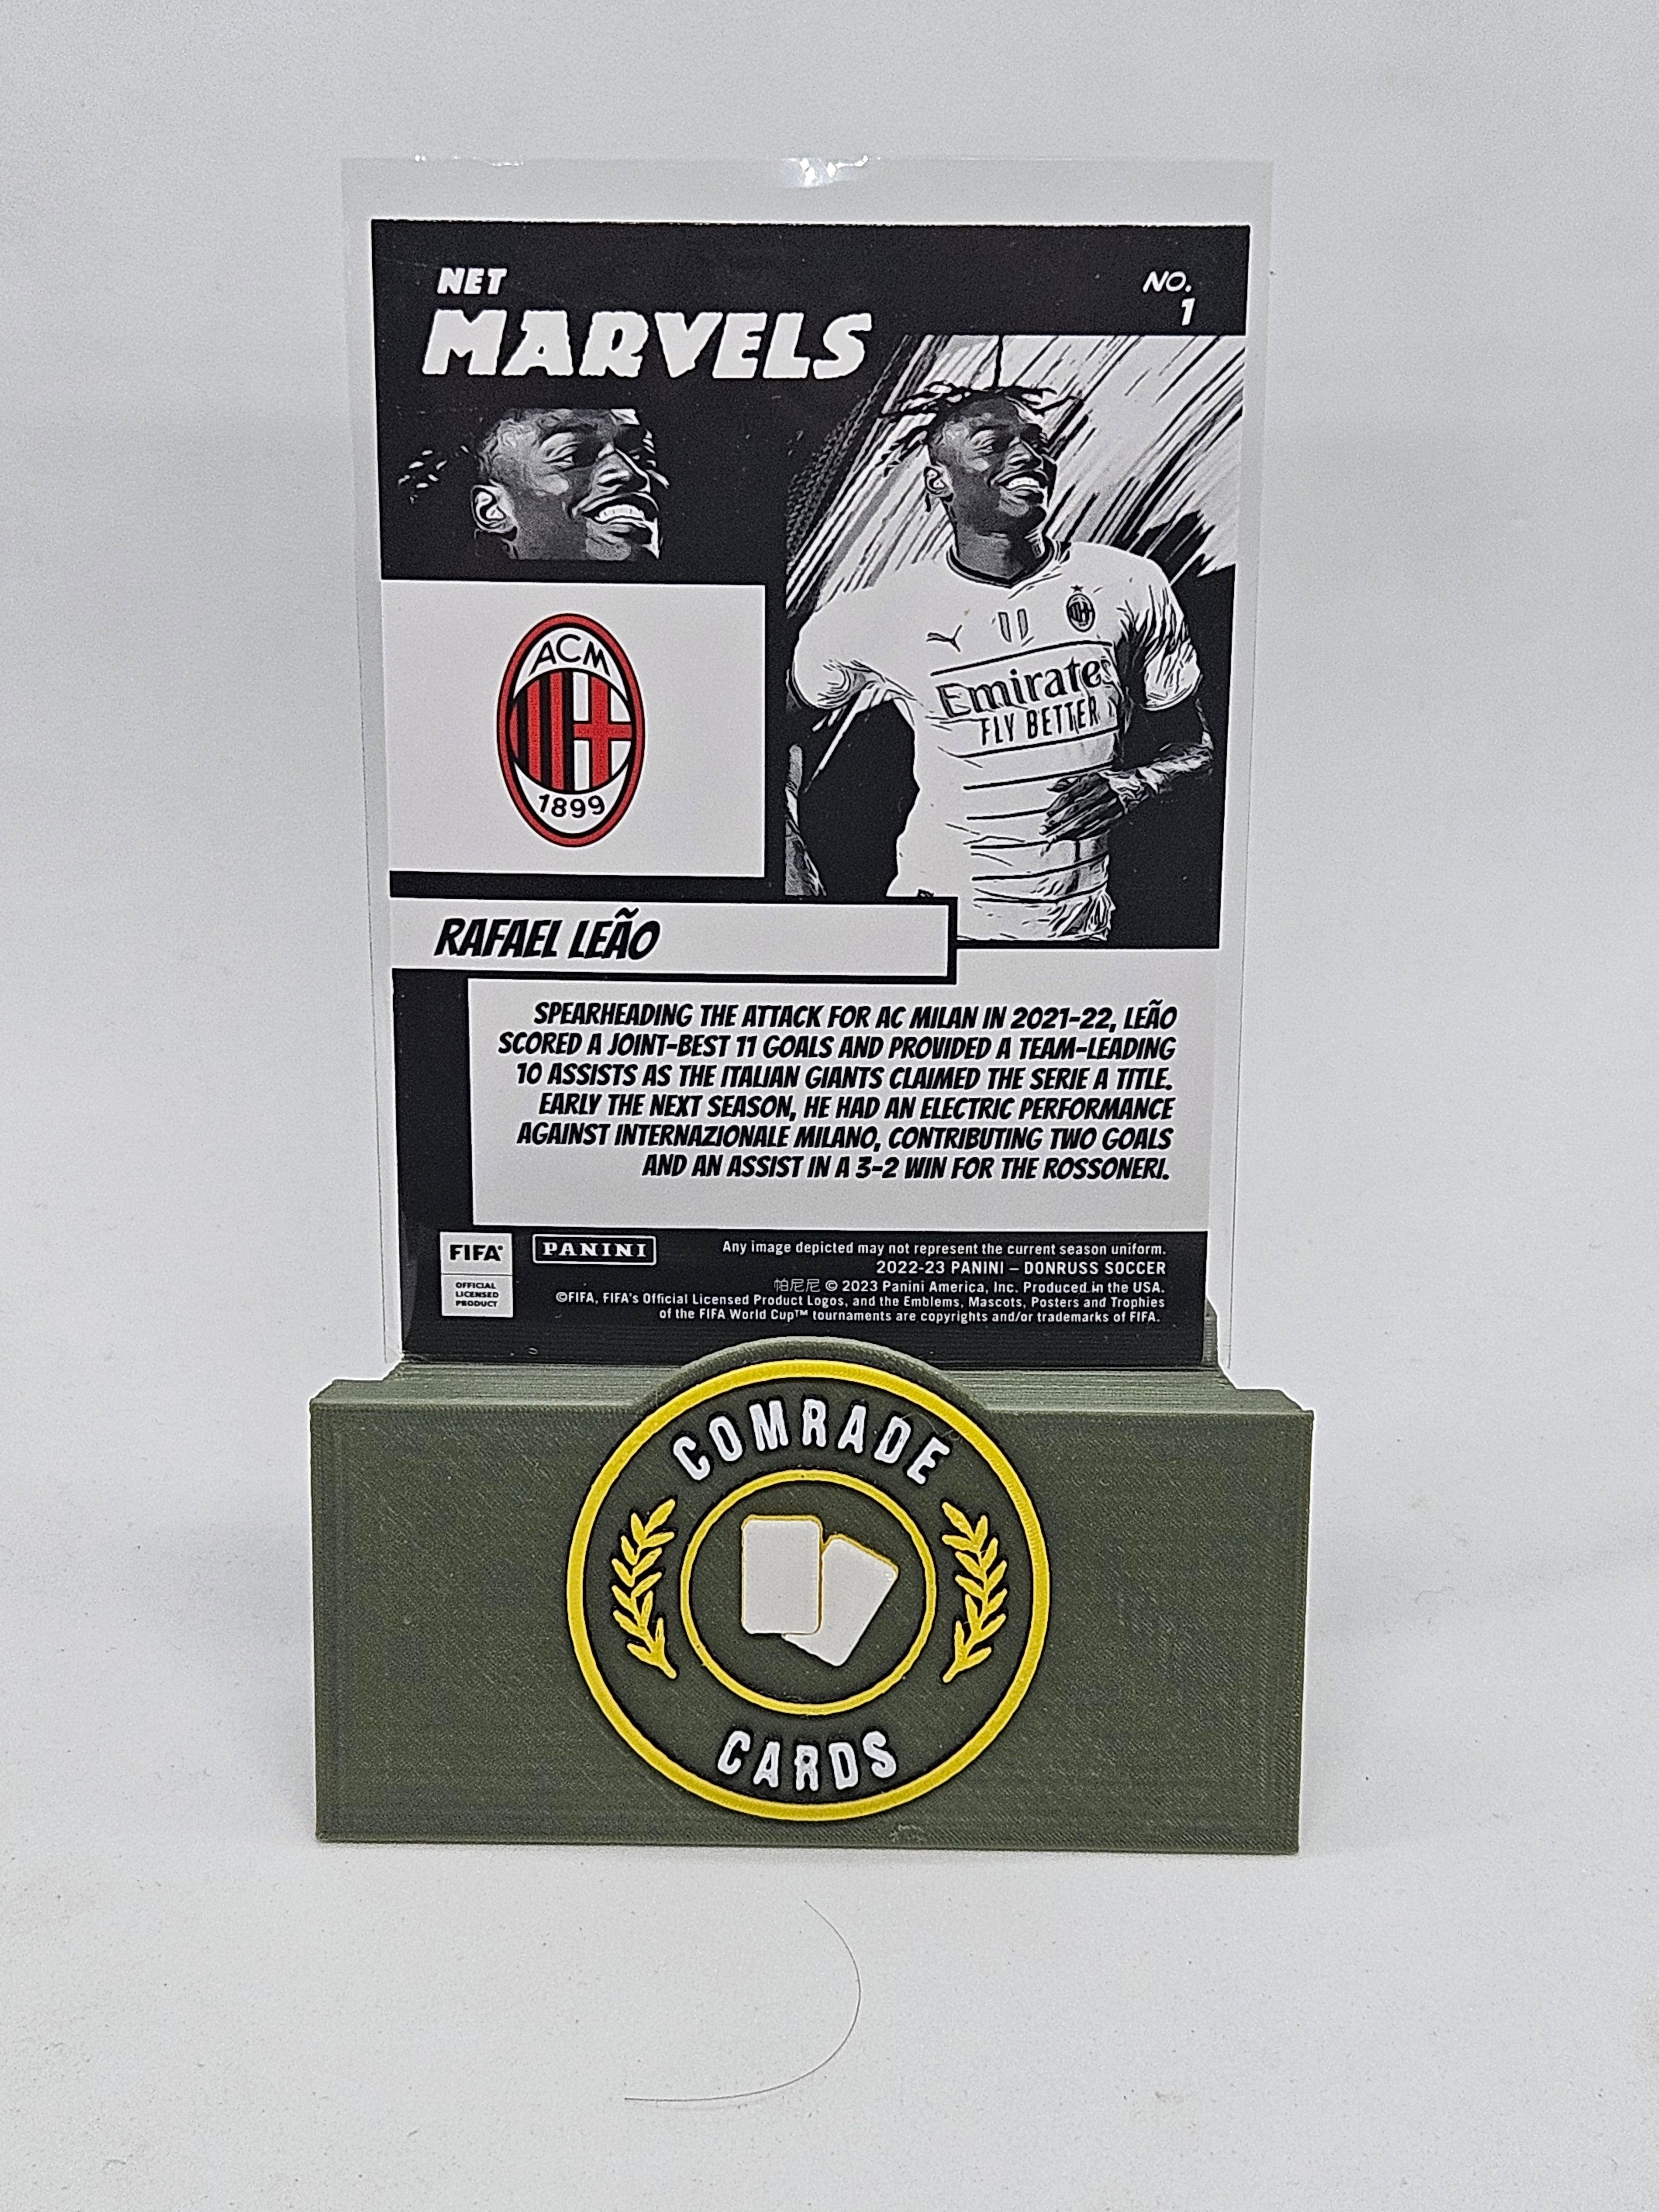 NET
MARVELS
NO.
1
ACM
1899
Emirates
FLY BETTER
RAFAEL LEÃO
SPEARHEADING THE ATTACK FOR AC MILAN IN 2021-22, LEÃO
SCORED A JOINT-BEST 11 GOALS AND PROVIDED A TEAM-LEADING
10 ASSISTS AS THE ITALIAN GIANTS CLAIMED THE SERIE A TITLE.
EARLY THE NEXT SEASON, HE HAD AN ELECTRIC PERFORMANCE
AGAINST INTERNAZIONALE MILANO, CONTRIBUTING TWO GOALS
AND AN ASSIST IN A 3-2 WIN FOR THE ROSSONERI.
FIFA®
OFFICIAL
LICENSED
PRODUCT
PANINI
Any image depicted may not represent the current season uniform.
2022-23 PANINI – DONRUSS SOCCER
帕尼尼 © 2023 Panini America, Inc. Produced in the USA.
©FIFA, FIFA's Official Licensed Product Logos, and the Emblems, Mascots, Posters and Trophies
of the FIFA World Cup™ tournaments are copyrights and/or trademarks of FIFA.
COMRADE
CARDS